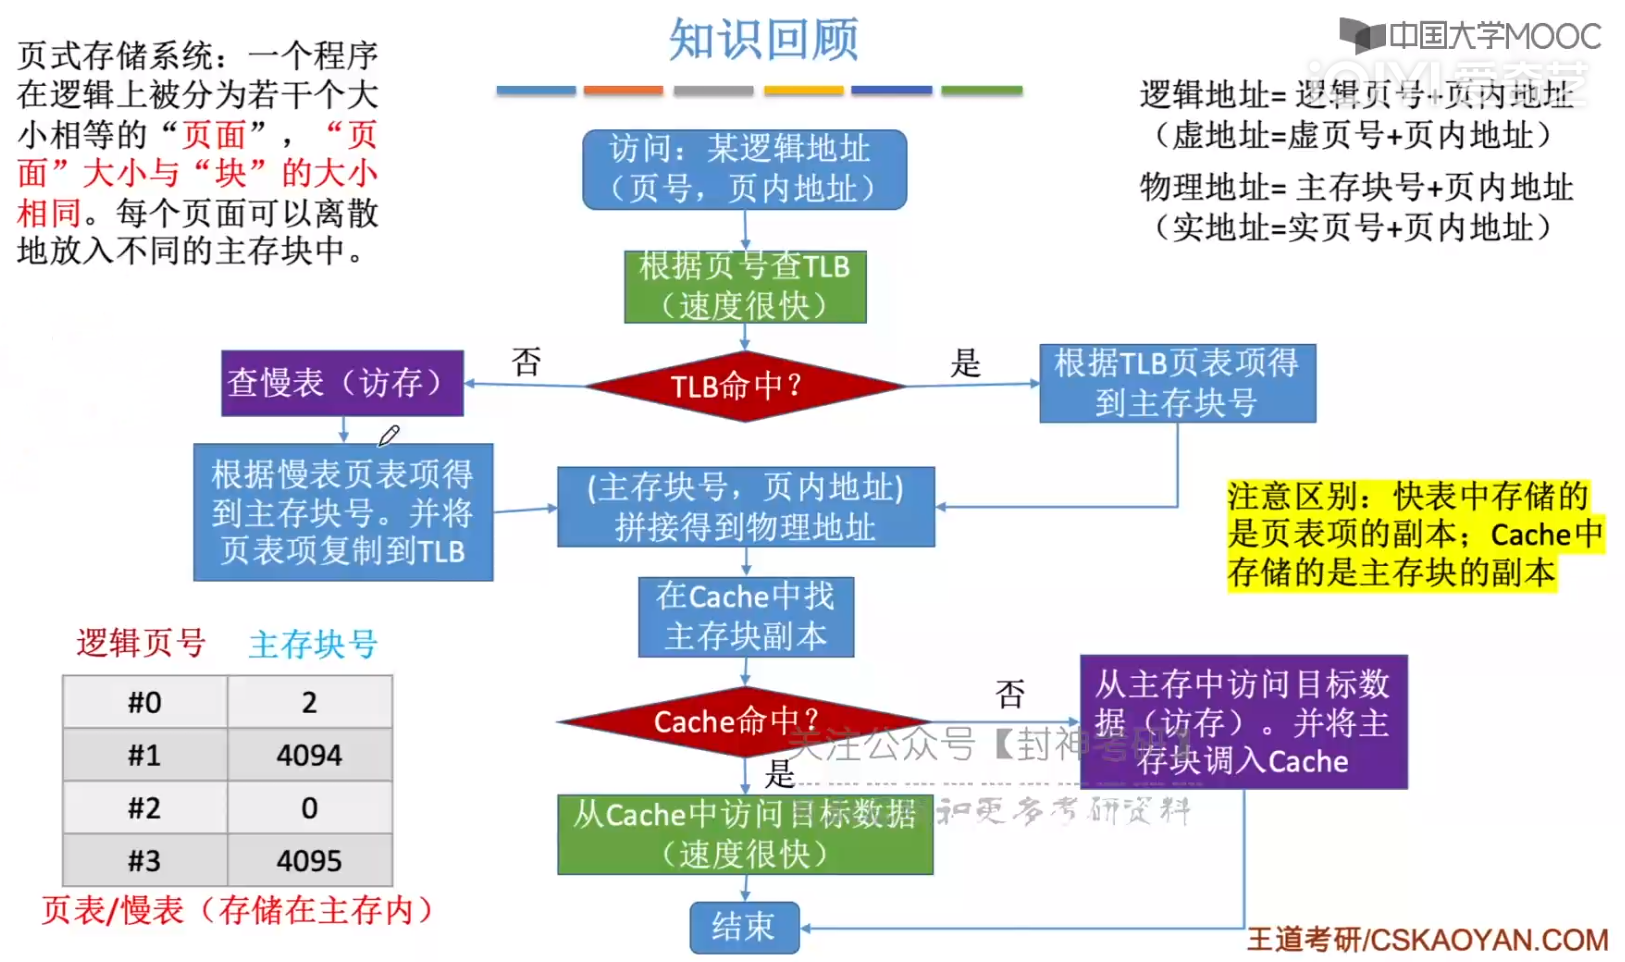 知识回顾
中国大学MOOC
iQIYI 爱奇艺
页式存储系统：一个程序
在逻辑上被分为若干个大
小相等的“页面”，“页
面”大小与“块”的大小
相同。每个页面可以离散
地放入不同的主存块中。
逻辑地址= 逻辑页号+页内地址
（虚地址=虚页号+页内地址）
物理地址= 主存块号+页内地址
（实地址=实页号+页内地址）
访问：某逻辑地址
（页号，页内地址）
根据页号查TLB
（速度很快）
TLB命中？
否
是
查慢表（访存）
根据TLB页表项得
到主存块号
根据慢表页表项得
到主存块号。并将
页表项复制到TLB
(主存块号，页内地址)
拼接得到物理地址
注意区别：快表中存储的
是页表项的副本；Cache中
存储的是主存块的副本
在Cache中找
主存块副本
Cache命中？
否
是
从主存中访问目标数
据（访存）。并将主
存块调入Cache
关注公众号【封神考研】
和更多考研资料
从Cache中访问目标数据
（速度很快）
结束
逻辑页号 主存块号
#0 2
#1 4094
#2 0
#3 4095
页表/慢表（存储在主存内）
王道考研/CSKAOYAN.COM